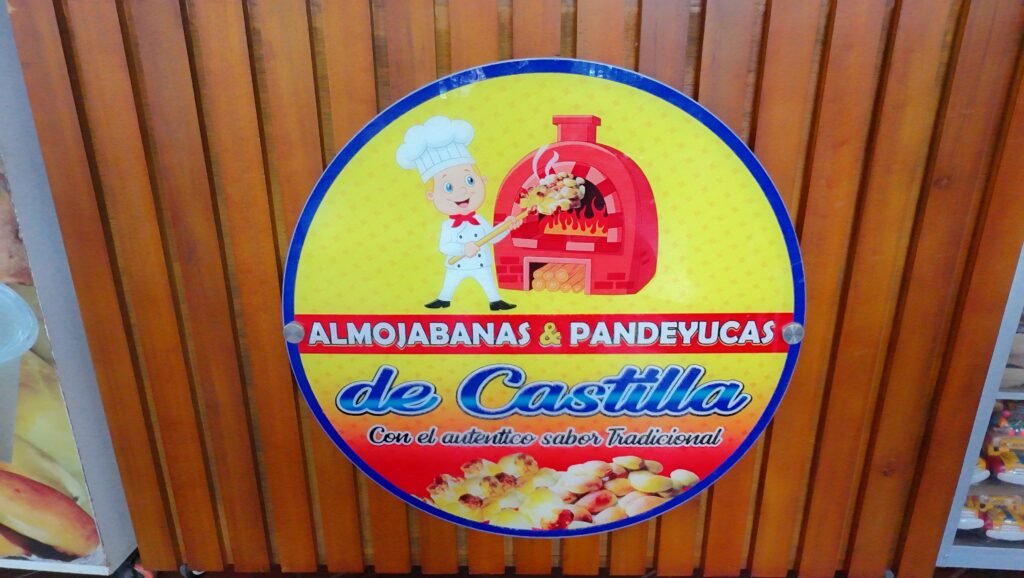 ALMOJABANAS & PANDEYUCAS
de Castilla
Con el autentico sabor Tradicional